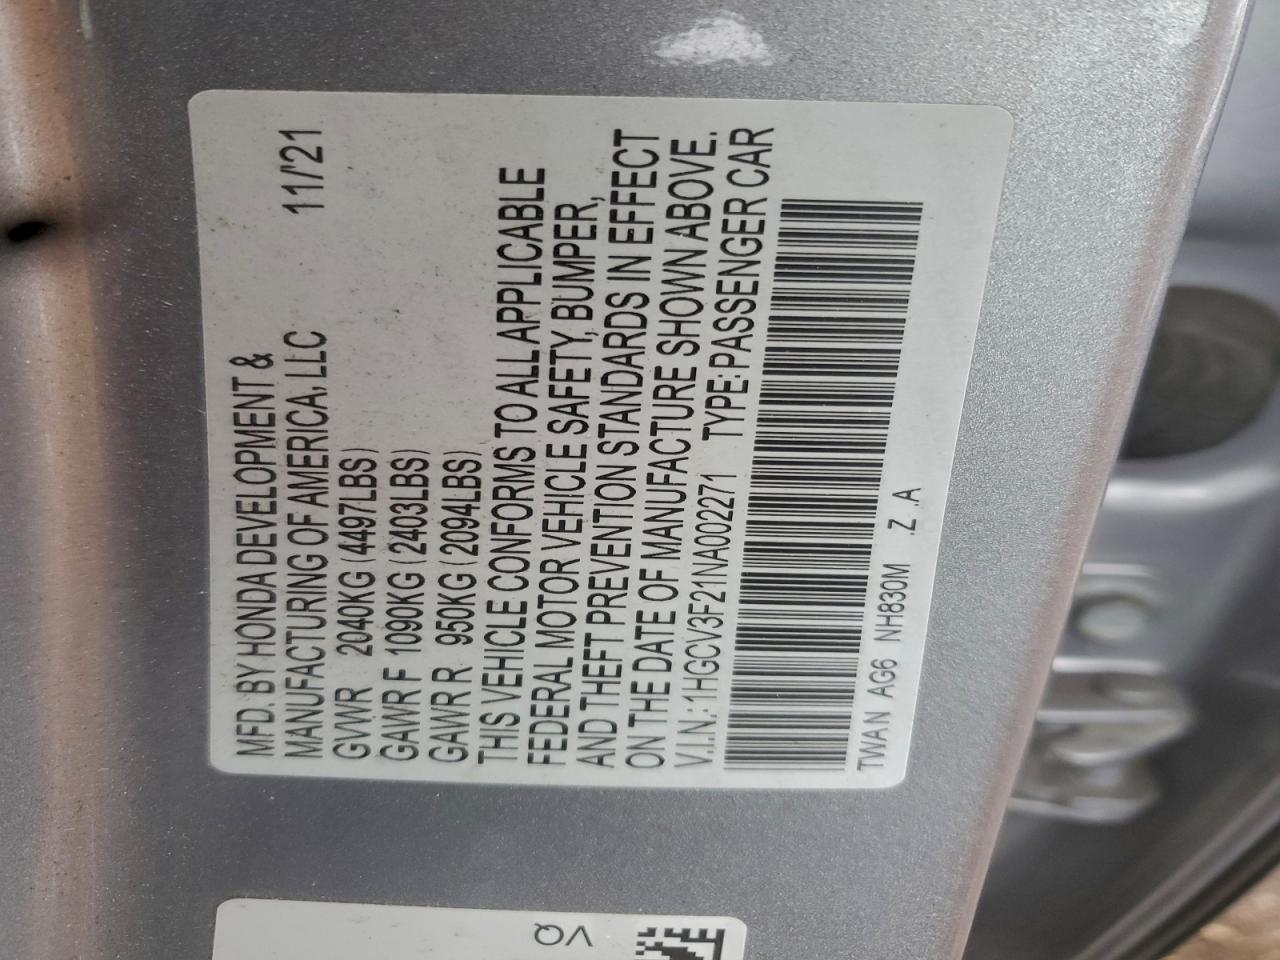 MFD. BY HONDA DEVELOPMENT &
MANUFACTURING OF AMERICA, LLC 11/'21
GVWR 2040KG (4497LBS)
GAWR F 1090KG (2403LBS)
GAWR R 950KG (2094LBS)
THIS VEHICLE CONFORMS TO ALL APPLICABLE
FEDERAL MOTOR VEHICLE SAFETY, BUMPER,
AND THEFT PREVENTION STANDARDS IN EFFECT
ON THE DATE OF MANUFACTURE SHOWN ABOVE.
V.I.N.: 1HGCV3F21NA002271 TYPE: PASSENGER CAR
TWAN AG6 NH830M .Z .A
VQ